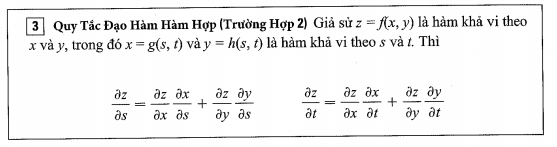 3 Quy Tắc Đạo Hàm Hàm Hợp (Trường Hợp 2) Giả sử z = f(x, y) là hàm khả vi theo
x và y, trong đó x = g(s, t) và y = h(s, t) là hàm khả vi theo s và t. Thì
∂z/∂s = ∂z/∂x ∂x/∂s + ∂z/∂y ∂y/∂s ∂z/∂t = ∂z/∂x ∂x/∂t + ∂z/∂y ∂y/∂t